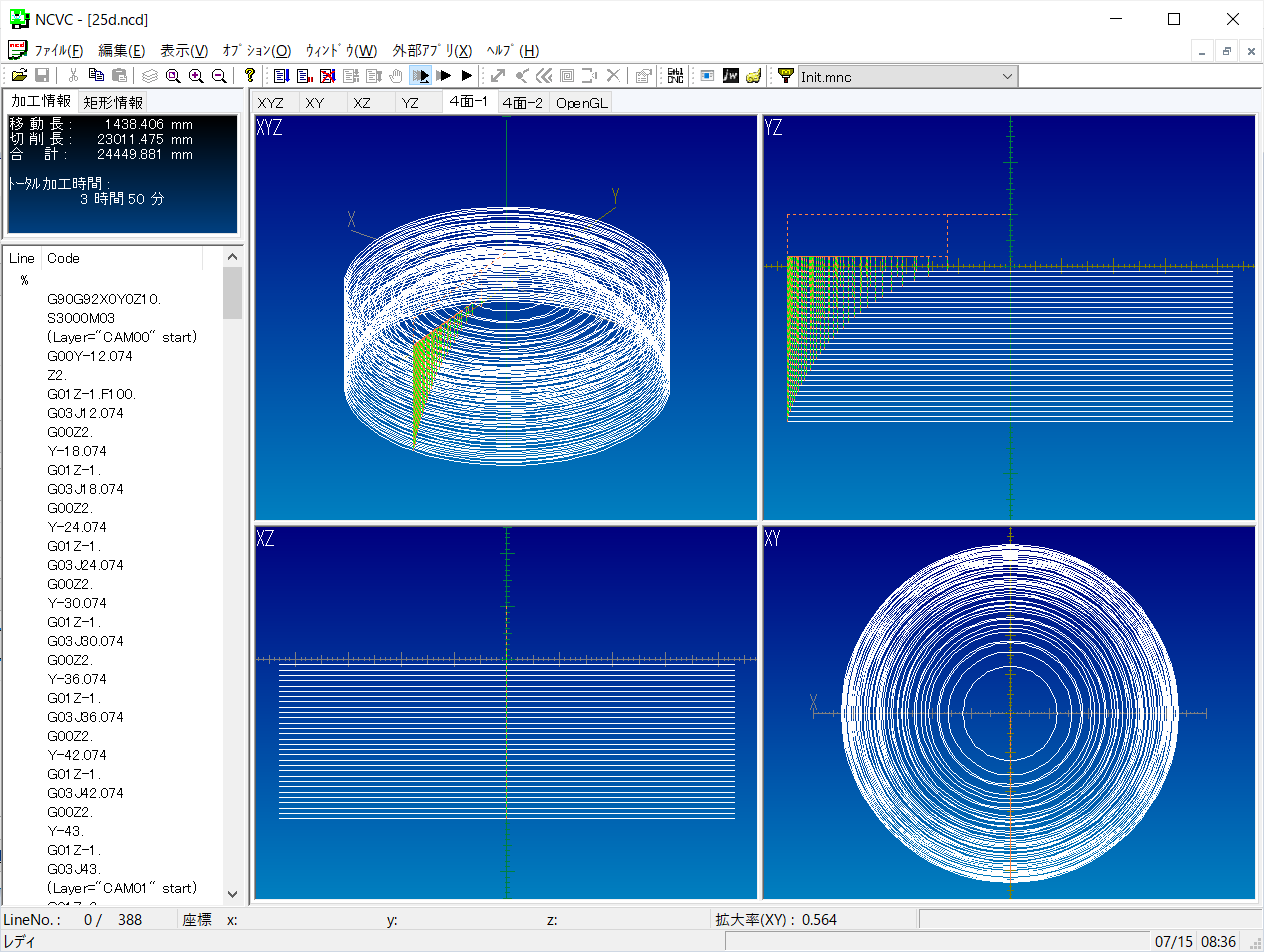 NCVC - [25d.ncd]
ファイル(F) 編集(E) 表示(V) オプション(O) ウィンドウ(W) 外部アプリ(X) ヘルプ(H)
Init.mnc
加工情報 矩形情報
XYZ XY XZ YZ 4面-1 4面-2 OpenGL
移動長: 1438.406 mm
切削長: 23011.475 mm
合 計: 24449.881 mm
トータル加工時間:
3 時間 50 分
Line Code
%
G90G92X0Y0Z10.
S3000M03
(Layer="CAM00" start)
G00Y-12.074
Z2.
G01Z-1.F100.
G03J12.074
G00Z2.
Y-18.074
G01Z-1.
G03J18.074
G00Z2.
Y-24.074
G01Z-1.
G03J24.074
G00Z2.
Y-30.074
G01Z-1.
G03J30.074
G00Z2.
Y-36.074
G01Z-1.
G03J36.074
G00Z2.
Y-42.074
G01Z-1.
G03J42.074
G00Z2.
Y-43.
G01Z-1.
G03J43.
(Layer="CAM01" start)
XYZ
X
Y
YZ
XZ
XY
X
LineNo. : 0 / 388 座標 x: y: z: 拡大率(XY) : 0.564
レディ 07/15 08:36